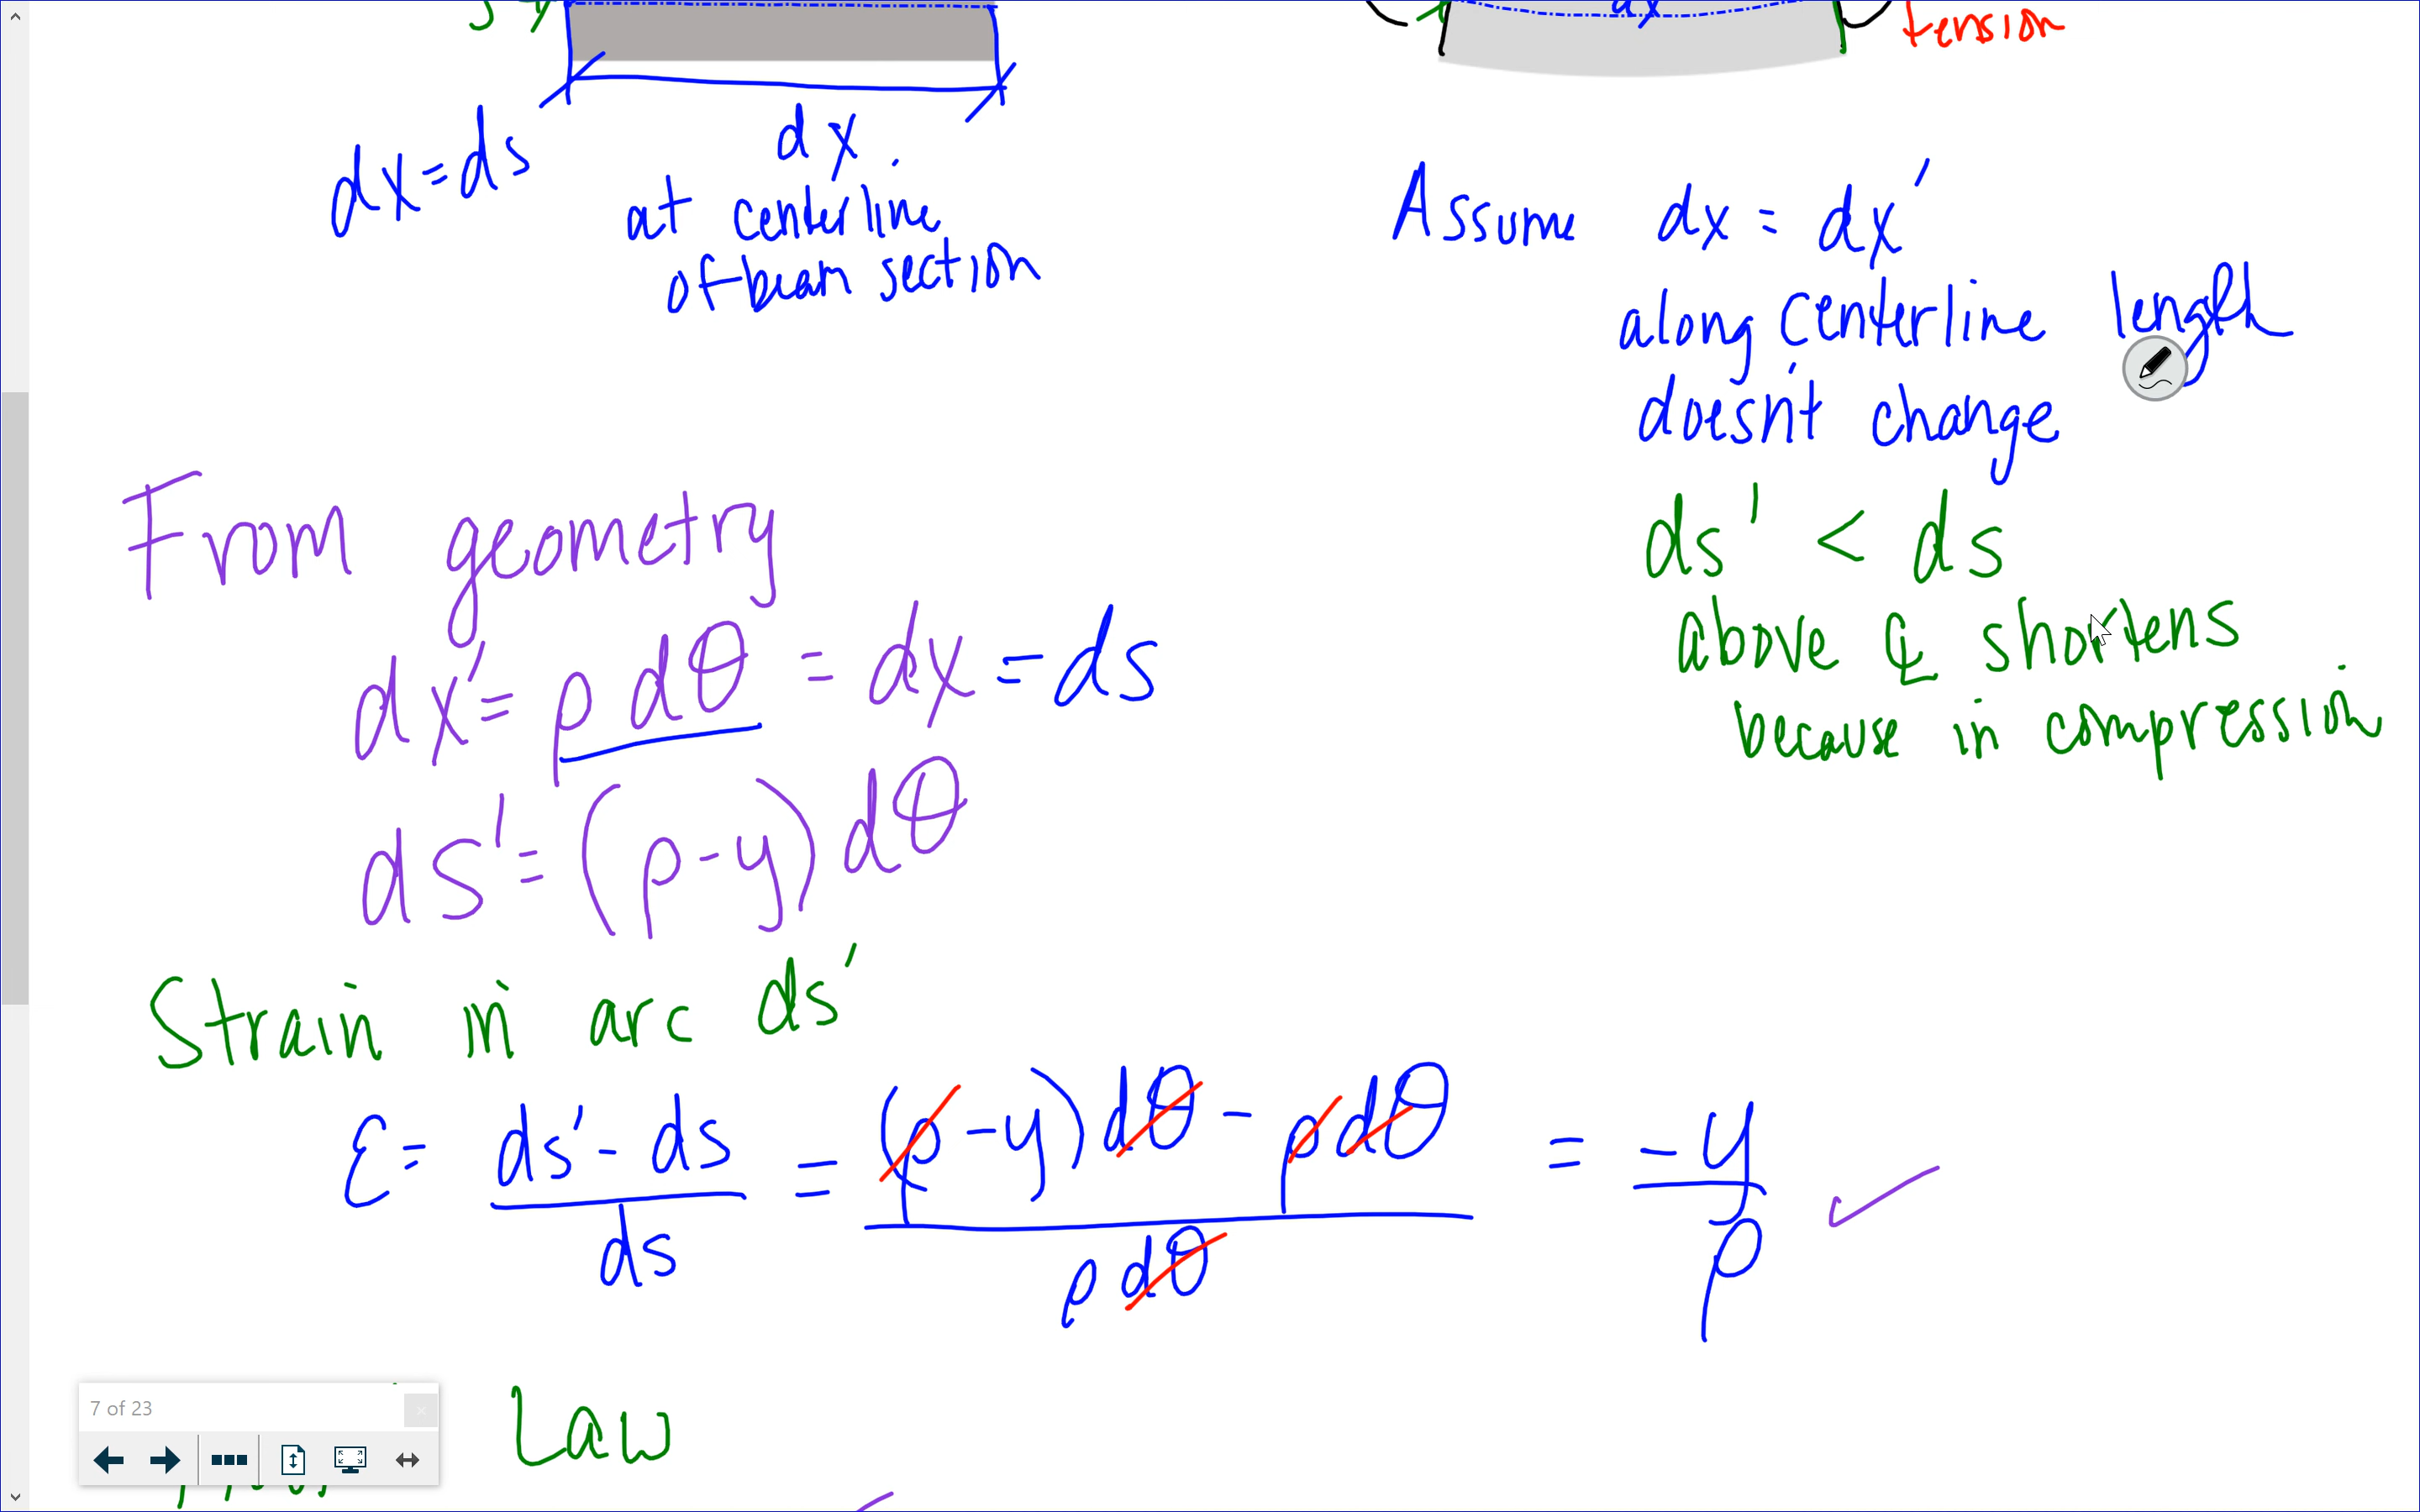 tension
dx
dx = ds
dx
at centerline
of beam section
Assume dx = dx'
along centerline length
doesn't change
ds' < ds
above ℄ shortens
because in compression
From geometry
dx' = ρ dθ = dx = ds
ds' = (ρ-y) dθ
Strain in arc ds'
ε = (ds' - ds)/ds = ((ρ-y)dθ - ρdθ)/(ρ dθ) = -y/ρ ✓
Law
7 of 23